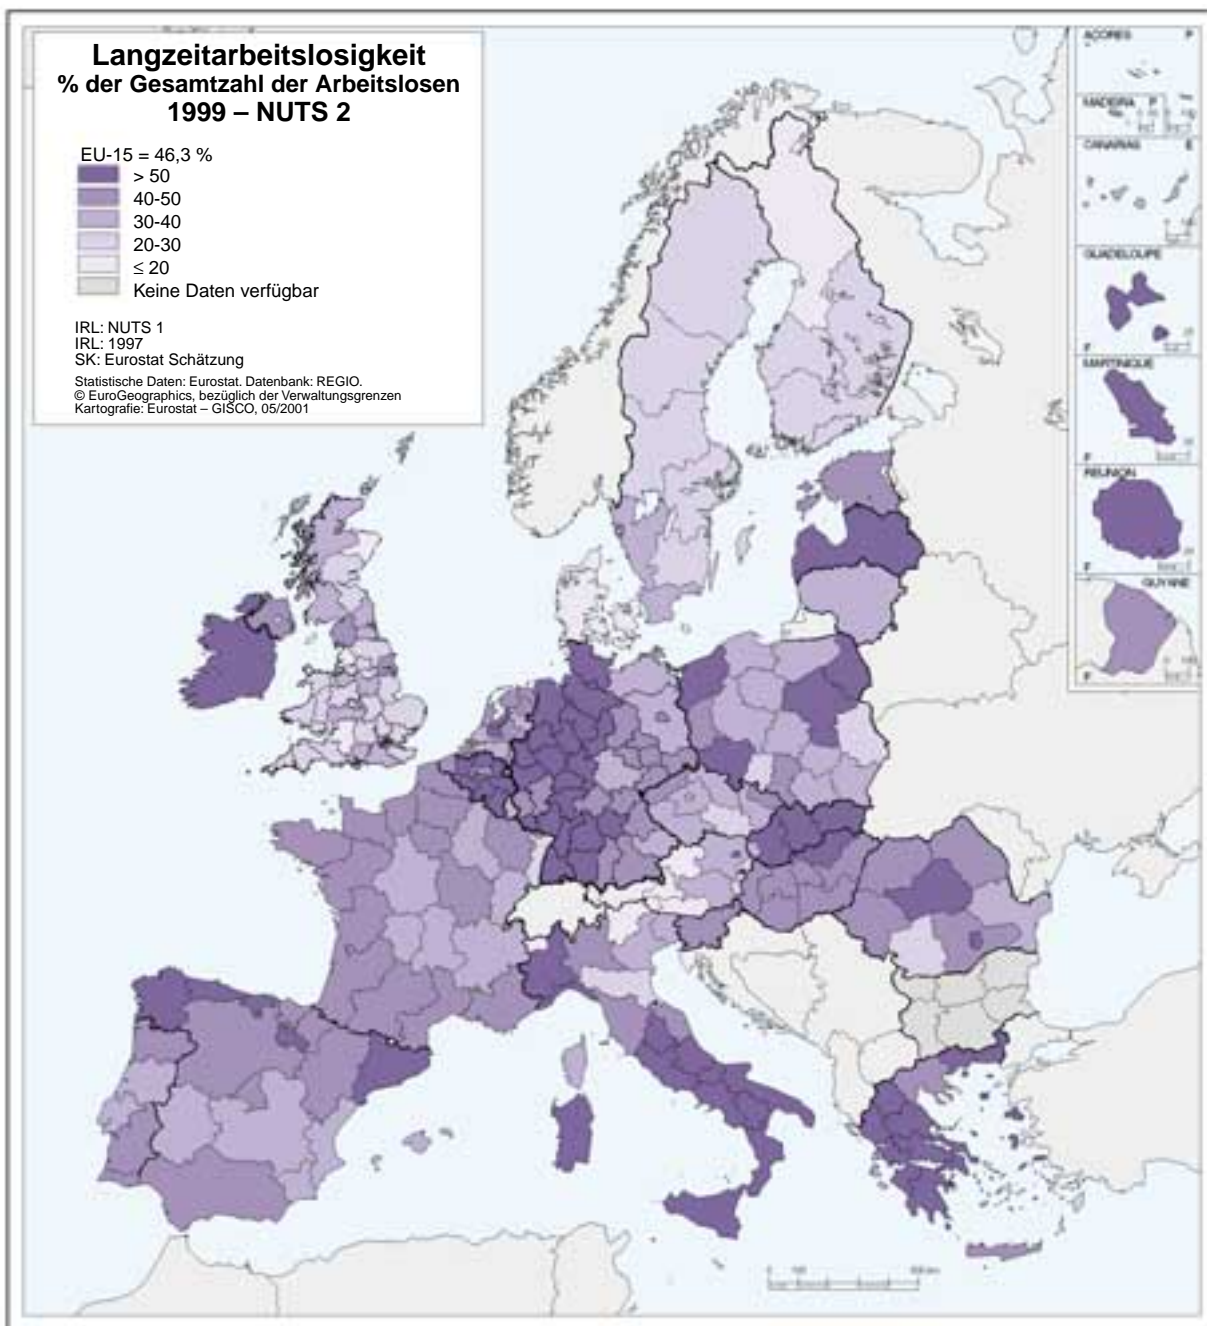 Langzeitarbeitslosigkeit
% der Gesamtzahl der Arbeitslosen
1999 – NUTS 2
EU-15 = 46,3 %
> 50
40-50
30-40
20-30
≤ 20
Keine Daten verfügbar
IRL: NUTS 1
IRL: 1997
SK: Eurostat Schätzung
Statistische Daten: Eurostat. Datenbank: REGIO.
© EuroGeographics, bezüglich der Verwaltungsgrenzen
Kartografie: Eurostat – GISCO, 05/2001
AÇORES P
MADEIRA P
CANARIAS E
GUADELOUPE
F
MARTINIQUE
F
REUNION
F
GUYANE
F